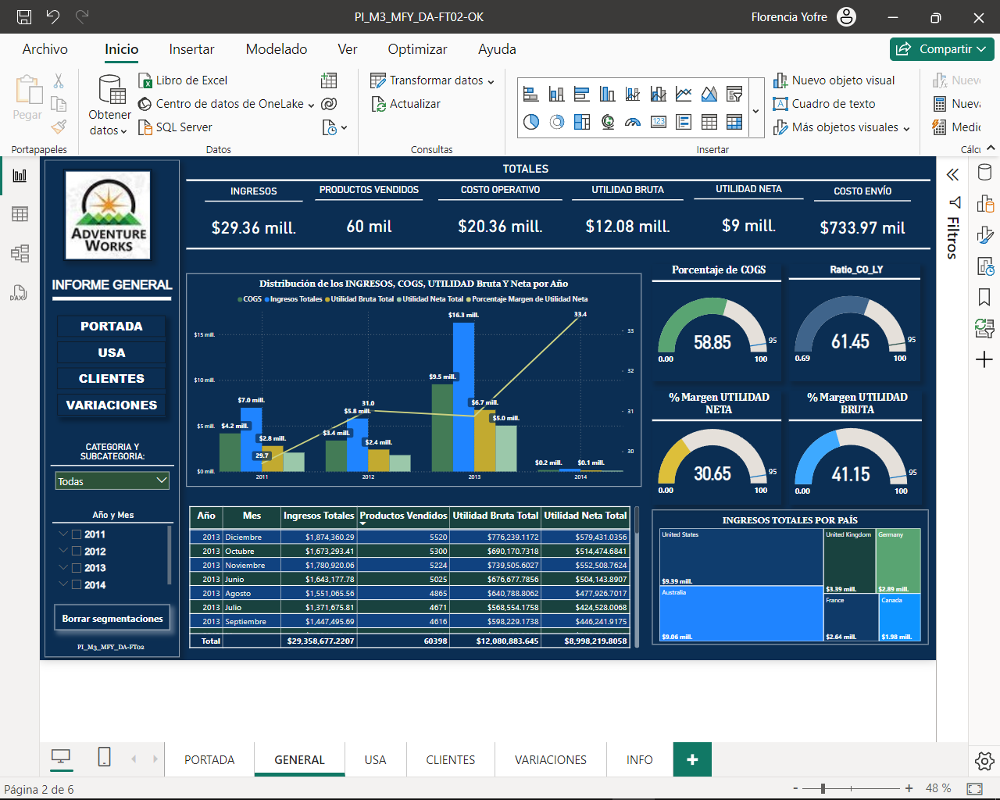 PI_M3_MFY_DA-FT02-OK
Florencia Yofre
Archivo
Inicio
Insertar
Modelado
Ver
Optimizar
Ayuda
Compartir
Pegar
Portapapeles
Obtener
datos
Libro de Excel
Centro de datos de OneLake
SQL Server
Datos
Transformar datos
Actualizar
Consultas
Insertar
Nuevo objeto visual
Cuadro de texto
Más objetos visuales
ADVENTURE
WORKS
INFORME GENERAL
PORTADA
USA
CLIENTES
VARIACIONES
CATEGORIA Y
SUBCATEGORIA:
Todas
Año y Mes
2011
2012
2013
2014
Borrar segmentaciones
PI_M3_MFY_DA-FT02
TOTALES
INGRESOS
PRODUCTOS VENDIDOS
COSTO OPERATIVO
UTILIDAD BRUTA
UTILIDAD NETA
COSTO ENVÍO
$29.36 mill.
60 mil
$20.36 mill.
$12.08 mill.
$9 mill.
$733.97 mil
Distribución de los INGRESOS, COGS, UTILIDAD Bruta Y Neta por Año
COGS Ingresos Totales Utilidad Bruta Total Utilidad Neta Total Porcentaje Margen de Utilidad Neta
$15 mill.
$10 mill.
$5 mill.
$0 mill.
33
32
31
30
$4.2 mill.
$7.0 mill.
$2.8 mill.
29.7
$3.4 mill.
$5.8 mill.
31.0
$2.4 mill.
$9.5 mill.
$16.3 mill.
$6.7 mill.
$5.0 mill.
$0.2 mill.
$0.1 mill.
33.4
2011
2012
2013
2014
Porcentaje de COGS
58.85
0.00
100
95
Ratio_CO_LY
61.45
0.69
100
95
% Margen UTILIDAD
NETA
30.65
0.00
100
95
% Margen UTILIDAD
BRUTA
41.15
0.00
100
95
Año Mes Ingresos Totales Productos Vendidos Utilidad Bruta Total Utilidad Neta Total
2013 Diciembre $1,874,360.29 5520 $776,239.1172 $579,431.0356
2013 Octubre $1,673,293.41 5300 $690,170.7318 $514,474.6841
2013 Noviembre $1,780,920.06 5224 $739,505.6027 $552,508.7624
2013 Junio $1,643,177.78 5025 $676,677.7856 $504,143.8907
2013 Agosto $1,551,065.56 4865 $640,788.8062 $477,926.7017
2013 Julio $1,371,675.81 4671 $568,554.1758 $424,528.0068
2013 Septiembre $1,447,495.69 4616 $598,229.1738 $446,241.9175
Total $29,358,677.2207 60398 $12,080,883.645 $8,998,219.8058
INGRESOS TOTALES POR PAÍS
United States
$9.39 mill.
Australia
$9.06 mill.
United Kingdom
$3.39 mill.
Germany
$2.89 mill.
France
$2.64 mill.
Canada
$1.98 mill.
Filtros
PORTADA
GENERAL
USA
CLIENTES
VARIACIONES
INFO
Página 2 de 6
48 %